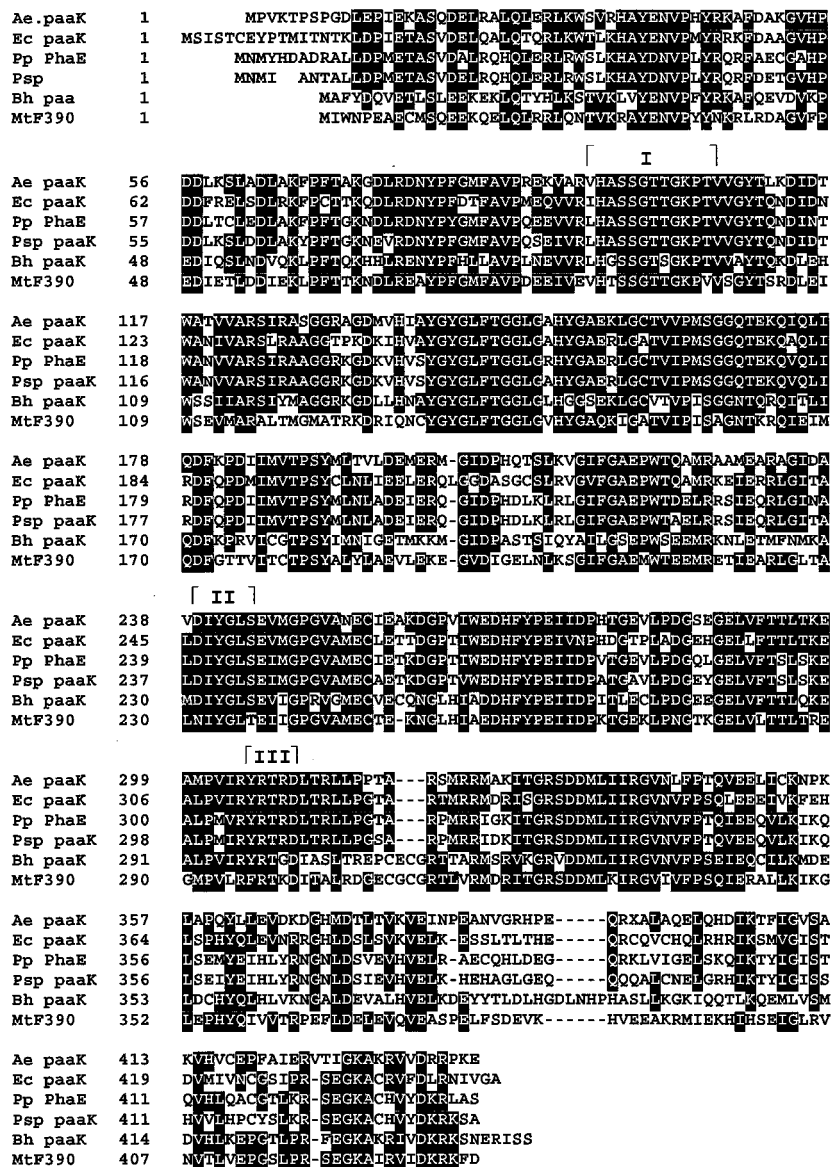 Ae.paaK 1 MPVKTPSPGDLEPIEKASQDELRALQLERLKWSVRHAYENVPHYRKAFDAKGVHP
Ec paaK 1 MSISTCEYPTMITNTKLDPIETASVDELQALQTQRLKWTLKHAYENVPMYRRKFDAAGVHP
Pp PhaE 1 MNMYHDADRALLDPMETASVDALRQHQLERLRWSLKHAYDNVPLYRQRFAECGAHP
Psp 1 MNMI ANTALLDPMETASVDELRQHQLERLRWSLKHAYDNVPLYRQKFDAAGVHP
Bh paa 1 MAFYDQVETLSLEEKEKLQTYHLKSTVKLVYENVPFYRKAFQEVDVKP
MtF390 1 MIWNPEAECMSQEEKQELQLRRLQNTVKRAYENVPYYNKRLRDAGVFP
I
Ae paaK 56 DDLKSLADLAKFPFTAKGDLRDNYPFGMFAVPREKVARVHASSGTTGKPTVVGYTLKDIDT
Ec paaK 62 DDFRELSDLRKFPCTTKQDLRDNYPFDTFAVPMEQVVRIHASSGTTGKPTVVGYTQNDIDN
Pp PhaE 57 DDLTCLEDLAKFPFTGKNDLRDNYPYGMFAVPQEEVVRLHASSGTTGKPTVVGYTQNDINT
Psp paaK 55 DDLKSLDDLAKYPFTGKNEVRDNYPFGMFAVPQSEIVRLHASSGTTGKPTVVGYTQNDIDT
Bh paaK 48 EDIQSLNDVQKLPFTQKHHLRENYPFHLLAVPLNEVVRLHGSSGTSGKPTVVAYTQKDLEH
MtF390 48 EDIETLDDIEKLPFTTKNDLREAYPFGMFAVPDEEIVEVHTSSGTTGKPVVSGYTSRDLEI
Ae paaK 117 WATVVARSIRASGGRAGDMVHIAYGYGLFTGGLGAHYGAEKLGCTVVPMSGGQTEKQIQLI
Ec paaK 123 WANIVARSLRAAGGTPKDKIHVAYGYGLFTGGLGAHYGAERLGATVIPMSGGQTEKQAQLI
Pp PhaE 118 WANVVARSIRAAGGRKGDKVHVSYGYGLFTGGLGRHYGAERLGCTVIPMSGGQTEKQVQLI
Psp paaK 116 WANVVARSIRAAGGRKGDKVHVSYGYGLFTGGLGAHYGAERLGCTVIPMSGGQTEKQVQLI
Bh paaK 109 WSSIIARSIYMAGGRKGDLLHNAYGYGLFTGGLGLHGGSEKLGCVTVPISGGNTQRQITLI
MtF390 109 WSEVMARALTMGMATRKDRIQNCYGYGLFTGGLGVHYGAQKIGATVIPISAGNTKRQIEIM
Ae paaK 178 QDFKPDIIMVTPSYMLTVLDEMERM-GIDPHQTSLKVGIFGAEPWTQAMRAAMEARAGIDA
Ec paaK 184 RDFQPDMIMVTPSYCLNLIEELERQLGGDASGCSLRVGVFGAEPWTQAMRKEIERRLGITA
Pp PhaE 179 RDFQPDIIMVTPSYMLNLADEIERQ-GIDPHDLKLRLGIFGAEPWTDELRRSIEQRLGINA
Psp paaK 177 RDFQPDIIMVTPSYMLNLADEIERQ-GIDPHDLKLRLGIFGAEPWTAELRRSIEQRLGITA
Bh paaK 170 QDFKPRVICGTPSYIMNIGETMKKM-GIDPASTSIQYAILGSEPWSEEMRKNLETMFNMKA
MtF390 170 QDFGTTVITCTPSYALYLAEVLEKE-GVDIGELNLKSGIFGAEMWTEEMRETIEARLGLTA
II
Ae paaK 238 VDIYGLSEVMGPGVANECIEAKDGPVIWEDHFYPEIIDPHTGEVLPDGSEGELVFTTLTKE
Ec paaK 245 LDIYGLSEVMGPGVAMECLETTDGPTIWEDHFYPEIVNPHDGTPLADGEHGELLFTTLTKE
Pp PhaE 239 LDIYGLSEIMGPGVAMECIETKDGPTIWEDHFYPEIIDPVTGEVLPDGQLGELVFTSLSKE
Psp paaK 237 LDIYGLSEIMGPGVAMECAETKDGPTVWEDHFYPEIIDPATGAVLPDGEYGELVFTSLSKE
Bh paaK 230 MDIYGLSEVIGPRVGMECVECQNGLHIADDHFYPEIIDPITLECLPDGEEGELVFTTLQKE
MtF390 230 LNIYGLTEIIGPGVAMECTE-KNGLHIAEDHFYPEIIDPKTGEKLPNGTKGELVLTTLTRE
III
Ae paaK 299 AMPVIRYRTRDLTRLLPPTA---RSMRRMAKITGRSDDMLIIRGVNLFPTQVEELICKNPK
Ec paaK 306 ALPVIRYRTRDLTRLLPGTA---RTMRRMDRISGRSDDMLIIRGVNVFPSQLEEEIVKFEH
Pp PhaE 300 ALPMVRYRTRDLTRLLPGTA---RPMRRIGKITGRSDDMLIIRGVNVFPTQIEEQVLKIKQ
Psp paaK 298 ALPMIRYRTRDLTRLLPGSA---RPMRRIDKITGRSDDMLIIRGVNVFPTQVEEQVLKIKQ
Bh paaK 291 ALPVIRYRTGDIASLTREPCECGRTTARMSRVKGRVDDMLIIRGVNVFPSEIEQCILKMDE
MtF390 290 GMPVLRFRTKDITALRDGECGCGRTLVRMDRITGRSDDMLKIRGVIVFPSQIERALLKIKG
Ae paaK 357 LAPQYLLEVDKDGHMDTLTVKVEINPEANVGRHPE-----QRXALAQELQHDIKTFIGVSA
Ec paaK 364 LSPHYQLEVNRRGHLDSLSVKVELK-ESSLTLTHE-----QRCQVCHQLRHRIKSMVGIST
Pp PhaE 356 LSEMYEIHLYRNGNLDSVEVHVELR-AECQHLDEG-----QRKLVIGELSKQIKTYIGIST
Psp paaK 356 LSEIYEIHLYRNGNLDSIEVHVELK-HEHAGLGEQ-----QQQALCNELGRHIKTYIGISS
Bh paaK 353 LDCHYQLHLVKNGALDEVALHVELKDEYYTLDLHGDLNHPHASLLKGKIQQTLKQEMLVSM
MtF390 352 LEPHYQIVVTRPEFLDELEVQVEASPELFSDEVK------HVEEAKRMIEKHIHSEIGLRV
Ae paaK 413 KVHVCEPFAIERVTIGKAKRVVDRRPKE
Ec paaK 419 DVMIVNCGSIPR-SEGKACRVFDLRNIVGA
Pp PhaE 411 QVHLQACGTLKR-SEGKACHVYDKRLAS
Psp paaK 411 HVVLHPCYSLKR-SEGKACHVYDKRKSA
Bh paaK 414 DVHLKEPGTLPR-FEGKAKRIVDKRKSNERISS
MtF390 407 NVTLVEPGSLPR-SEGKAIRVIDKRKFD